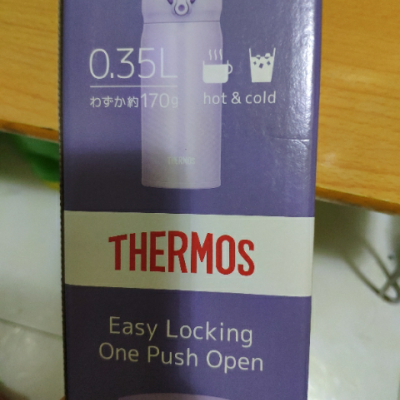 0.35L
わずか約170g
hot & cold
THERMOS
Easy Locking
One Push Open